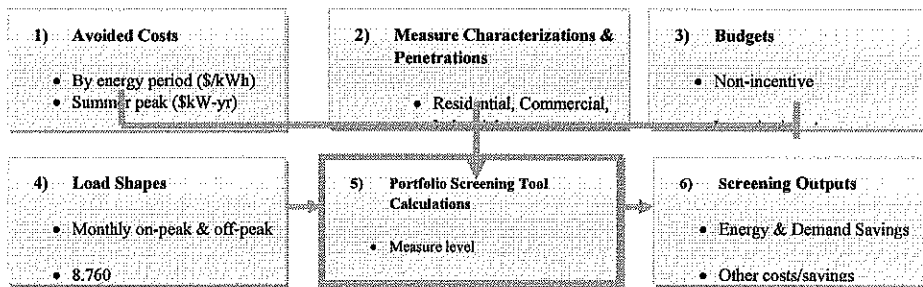 1) Avoided Costs
• By energy period ($/kWh)
• Summer peak ($kW-yr)
2) Measure Characterizations &
Penetrations
• Residential, Commercial,
3) Budgets
• Non-incentive
4) Load Shapes
• Monthly on-peak & off-peak
• 8.760
5) Portfolio Screening Tool
Calculations
• Measure level
6) Screening Outputs
• Energy & Demand Savings
• Other costs/savings